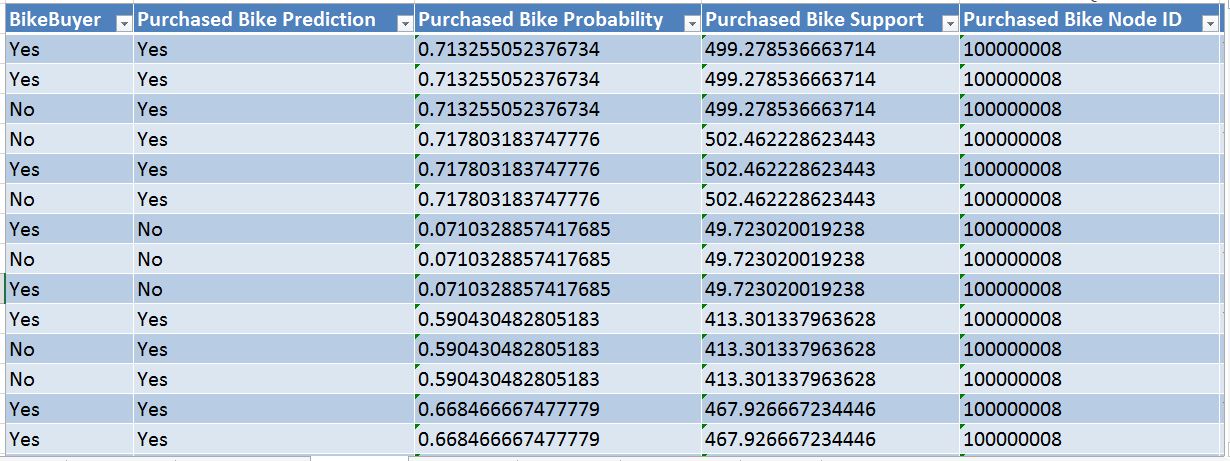 BikeBuyer Purchased Bike Prediction Purchased Bike Probability Purchased Bike Support Purchased Bike Node ID
Yes Yes 0.713255052376734 499.278536663714 100000008
Yes Yes 0.713255052376734 499.278536663714 100000008
No Yes 0.713255052376734 499.278536663714 100000008
No Yes 0.717803183747776 502.462228623443 100000008
Yes Yes 0.717803183747776 502.462228623443 100000008
No Yes 0.717803183747776 502.462228623443 100000008
Yes No 0.0710328857417685 49.723020019238 100000008
No No 0.0710328857417685 49.723020019238 100000008
Yes No 0.0710328857417685 49.723020019238 100000008
Yes Yes 0.590430482805183 413.301337963628 100000008
No Yes 0.590430482805183 413.301337963628 100000008
No Yes 0.590430482805183 413.301337963628 100000008
Yes Yes 0.668466667477779 467.926667234446 100000008
Yes Yes 0.668466667477779 467.926667234446 100000008